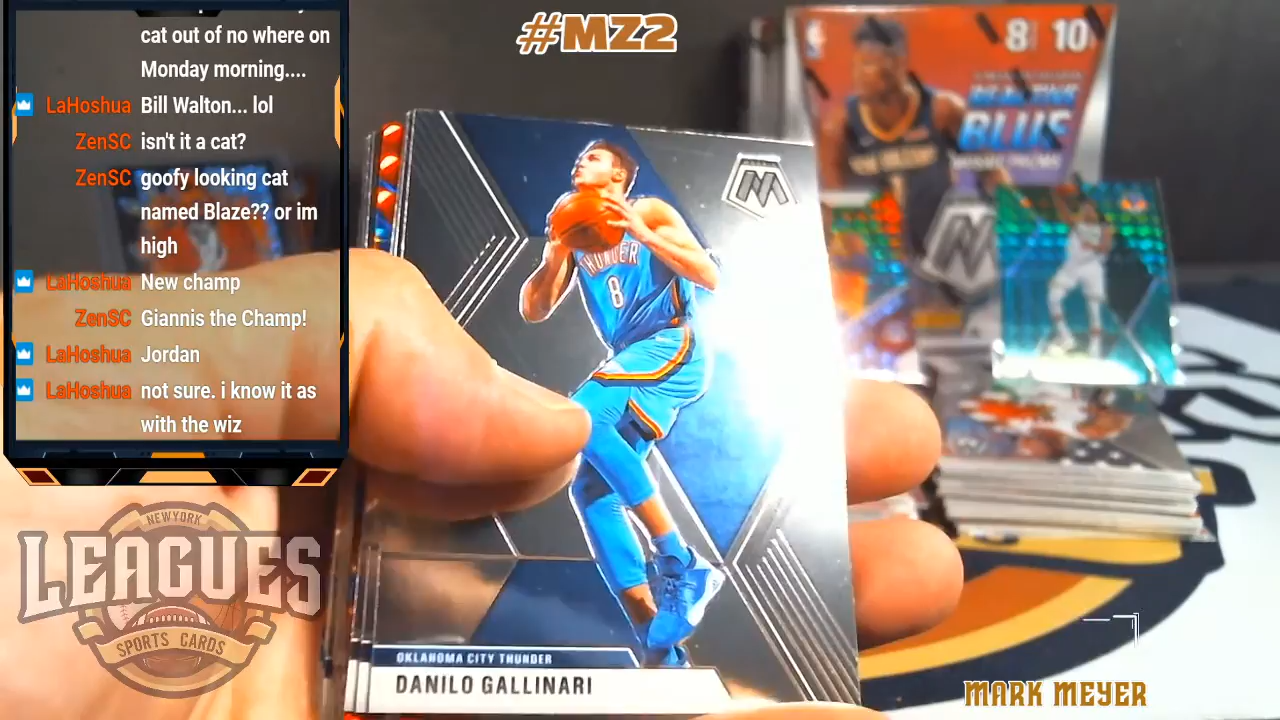 cat out of no where on
Monday morning....
LaHoshua Bill Walton... lol
ZenSC isn't it a cat?
ZenSC goofy looking cat
named Blaze?? or im
high
LaHoshua New champ
ZenSC Giannis the Champ!
LaHoshua Jordan
LaHoshua not sure. i know it as
with the wiz
NEWYORK
LEAGUES
SPORTS CARDS
#MZ2
8 10
REACTIVE
BLUE
M
THUNDER
8
OKLAHOMA CITY THUNDER
DANILO GALLINARI
MARK MEYER